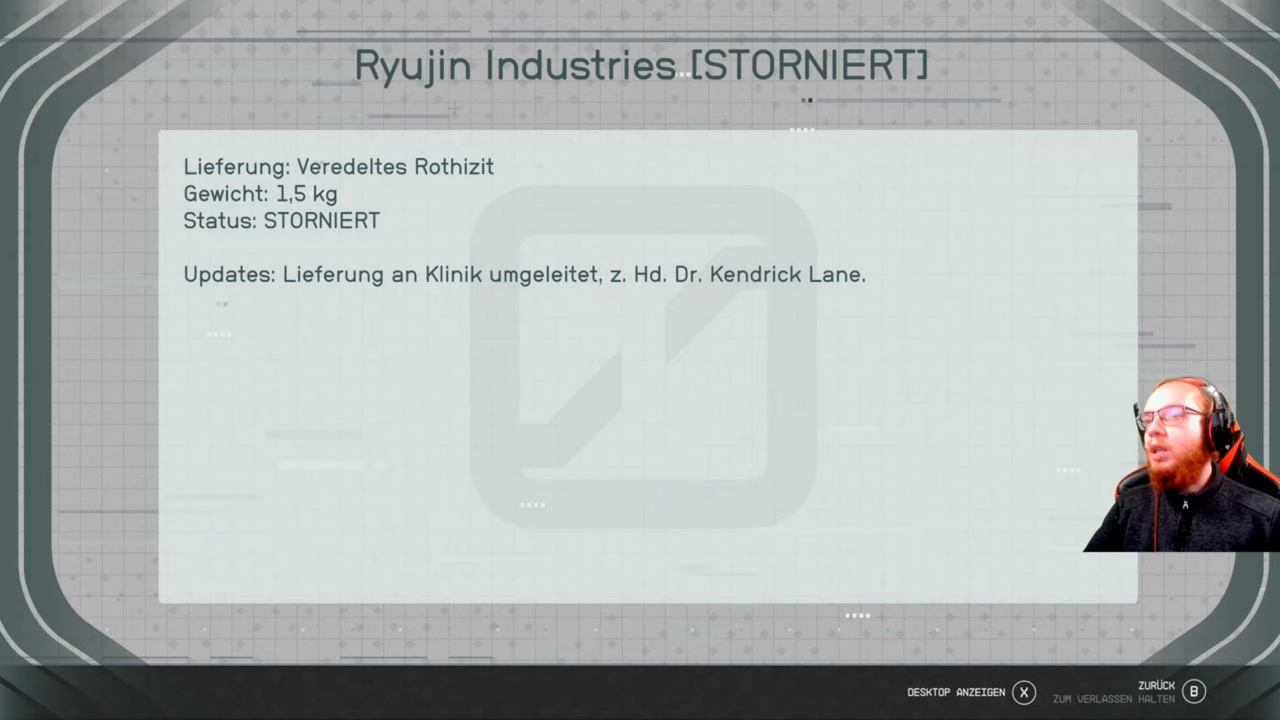 Ryujin Industries [STORNIERT]
Lieferung: Veredeltes Rothizit
Gewicht: 1,5 kg
Status: STORNIERT
Updates: Lieferung an Klinik umgeleitet, z. Hd. Dr. Kendrick Lane.
DESKTOP ANZEIGEN X
ZURÜCK B
ZUM VERLASSEN HALTEN